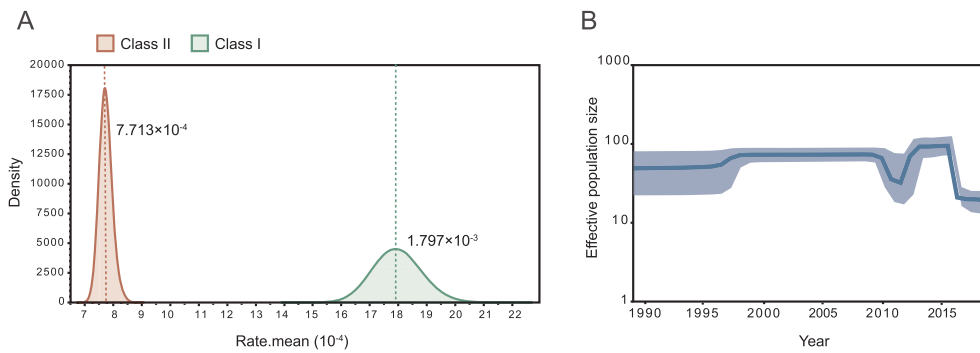 A
B
Class II
Class I
20000
17500
15000
12500
10000
7500
5000
2500
0
Density
7.713×10-4
1.797×10-3
7 8 9 10 11 12 13 14 15 16 17 18 19 20 21 22
Rate.mean (10-4)
1000
100
10
1
Effective population size
1990 1995 2000 2005 2010 2015
Year